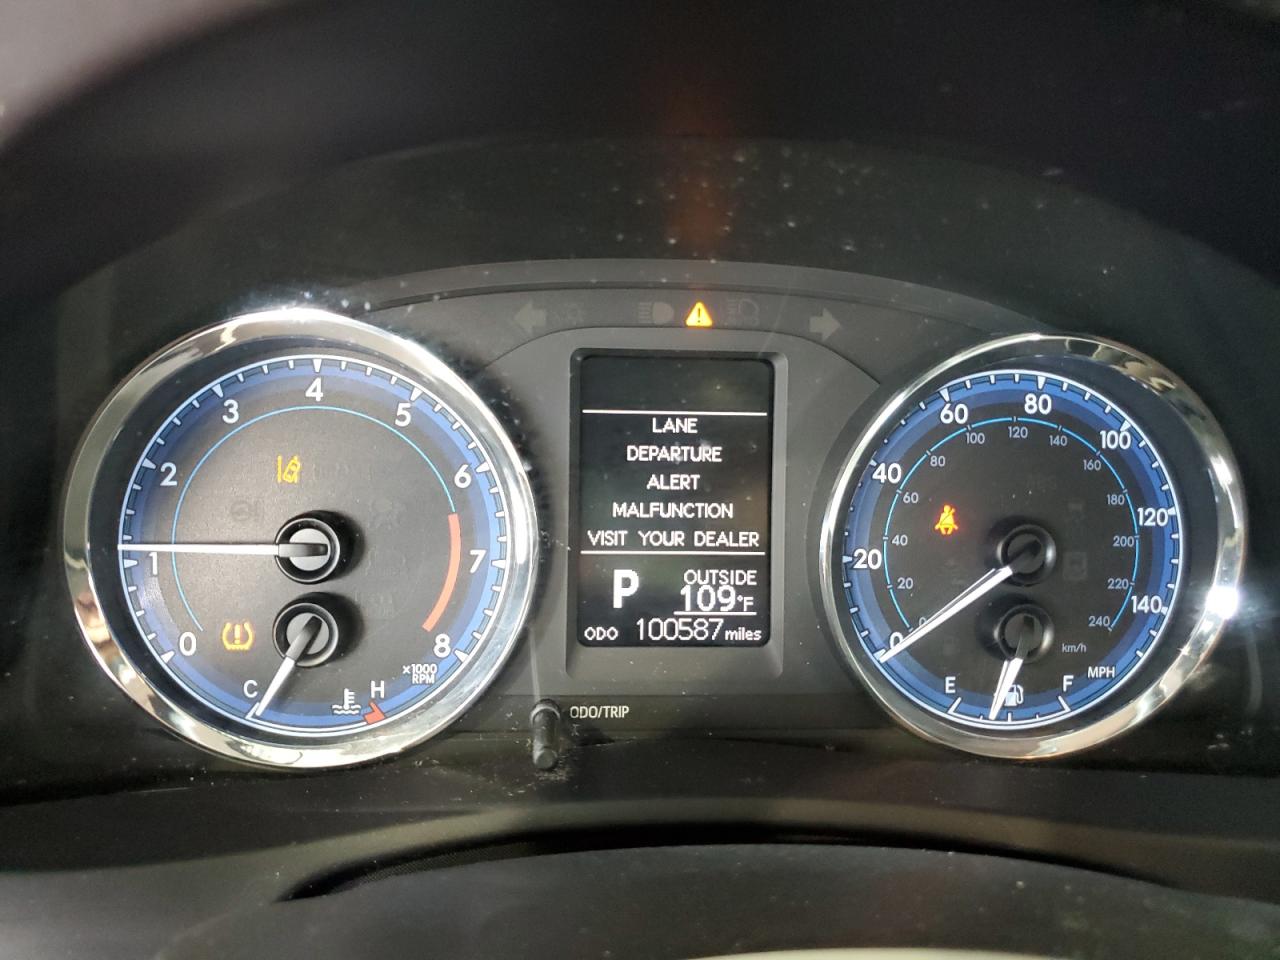 LANE
DEPARTURE
ALERT
MALFUNCTION
VISIT YOUR DEALER
P
OUTSIDE
109°F
ODO 100587 miles
ODO/TRIP
0
1
2
3
4
5
6
7
8
×1000
RPM
C
H
0
20
40
60
80
100
120
140
MPH
0
20
40
60
80
100
120
140
160
180
200
220
240
km/h
E
F